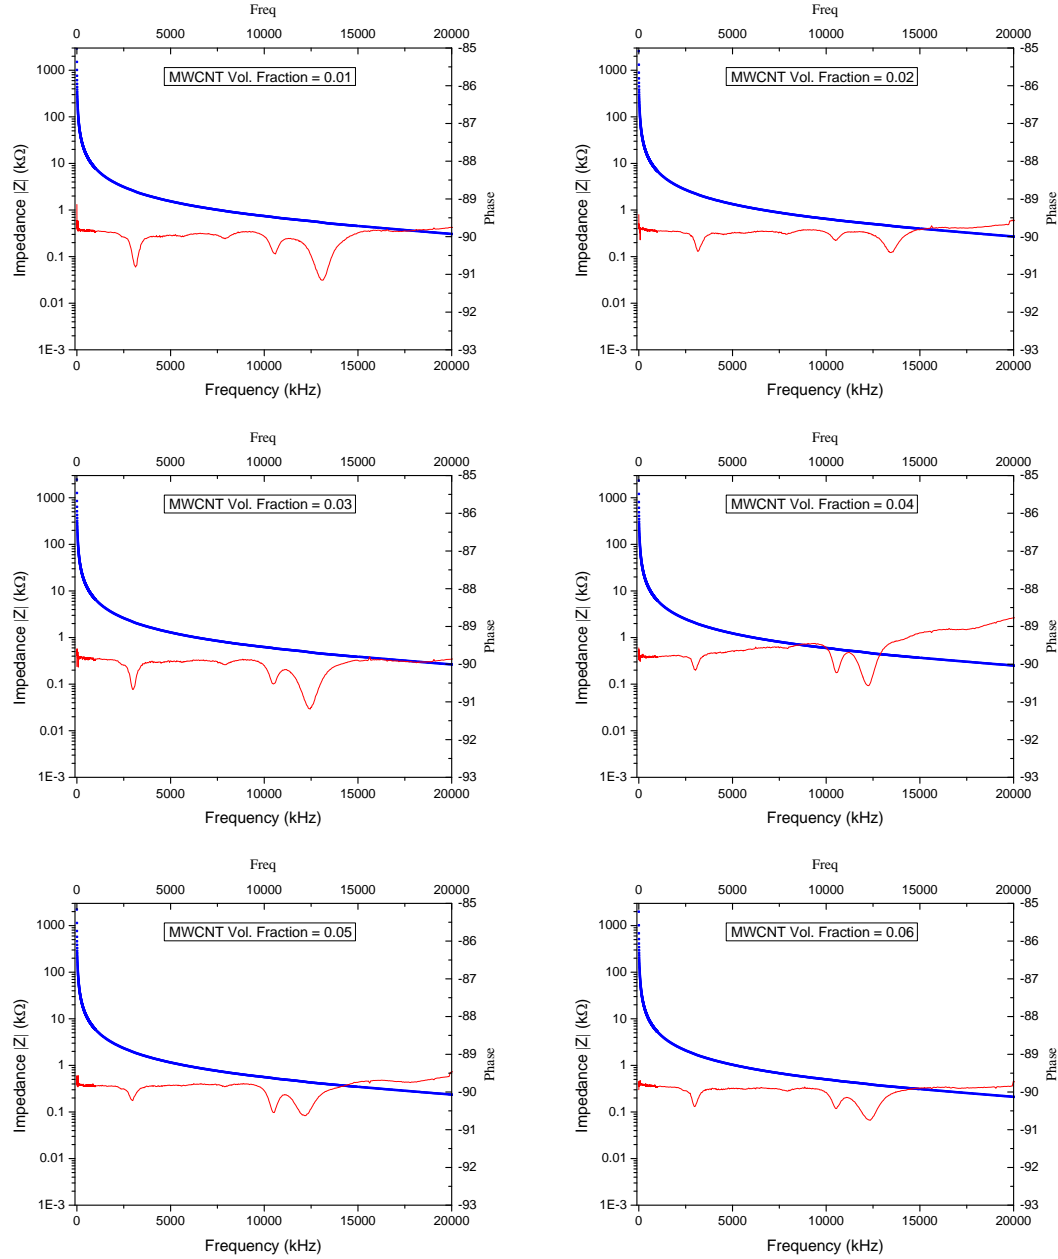 Freq
0 5000 10000 15000 20000
MWCNT Vol. Fraction = 0.01
1000
100
10
1
0.1
0.01
1E-3
Impedance |Z| (kΩ)
-85
-86
-87
-88
-89
-90
-91
-92
-93
Phase
0 5000 10000 15000 20000
Frequency (kHz)
Freq
0 5000 10000 15000 20000
MWCNT Vol. Fraction = 0.02
1000
100
10
1
0.1
0.01
1E-3
Impedance |Z| (kΩ)
-85
-86
-87
-88
-89
-90
-91
-92
-93
Phase
0 5000 10000 15000 20000
Frequency (kHz)
Freq
0 5000 10000 15000 20000
MWCNT Vol. Fraction = 0.03
1000
100
10
1
0.1
0.01
1E-3
Impedance |Z| (kΩ)
-85
-86
-87
-88
-89
-90
-91
-92
-93
Phase
0 5000 10000 15000 20000
Frequency (kHz)
Freq
0 5000 10000 15000 20000
MWCNT Vol. Fraction = 0.04
1000
100
10
1
0.1
0.01
1E-3
Impedance |Z| (kΩ)
-85
-86
-87
-88
-89
-90
-91
-92
-93
Phase
0 5000 10000 15000 20000
Frequency (kHz)
Freq
0 5000 10000 15000 20000
MWCNT Vol. Fraction = 0.05
1000
100
10
1
0.1
0.01
1E-3
Impedance |Z| (kΩ)
-85
-86
-87
-88
-89
-90
-91
-92
-93
Phase
0 5000 10000 15000 20000
Frequency (kHz)
Freq
0 5000 10000 15000 20000
MWCNT Vol. Fraction = 0.06
1000
100
10
1
0.1
0.01
1E-3
Impedance |Z| (kΩ)
-85
-86
-87
-88
-89
-90
-91
-92
-93
Phase
0 5000 10000 15000 20000
Frequency (kHz)